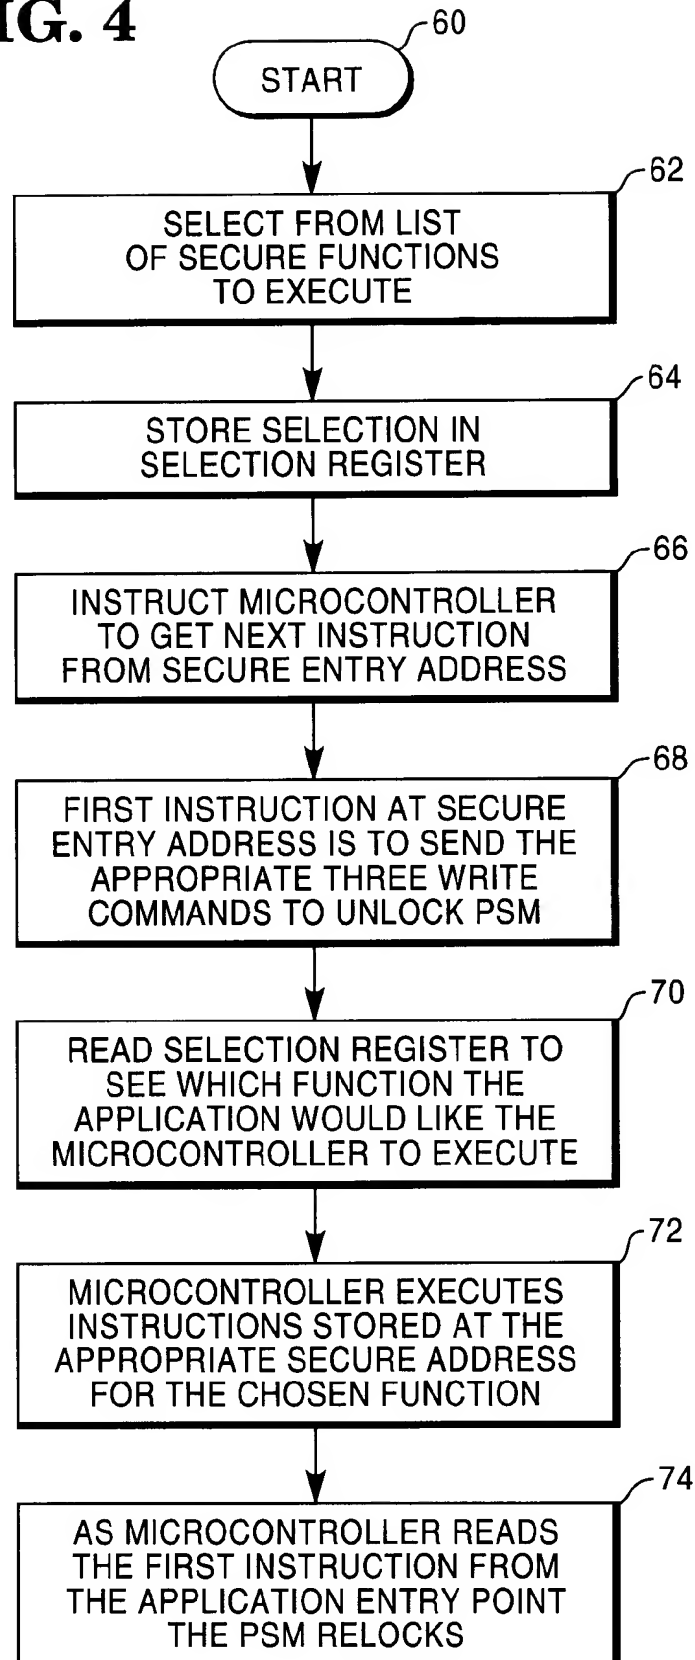 IG. 4
60
START
62
SELECT FROM LIST
OF SECURE FUNCTIONS
TO EXECUTE
64
STORE SELECTION IN
SELECTION REGISTER
66
INSTRUCT MICROCONTROLLER
TO GET NEXT INSTRUCTION
FROM SECURE ENTRY ADDRESS
68
FIRST INSTRUCTION AT SECURE
ENTRY ADDRESS IS TO SEND THE
APPROPRIATE THREE WRITE
COMMANDS TO UNLOCK PSM
70
READ SELECTION REGISTER TO
SEE WHICH FUNCTION THE
APPLICATION WOULD LIKE THE
MICROCONTROLLER TO EXECUTE
72
MICROCONTROLLER EXECUTES
INSTRUCTIONS STORED AT THE
APPROPRIATE SECURE ADDRESS
FOR THE CHOSEN FUNCTION
74
AS MICROCONTROLLER READS
THE FIRST INSTRUCTION FROM
THE APPLICATION ENTRY POINT
THE PSM RELOCKS